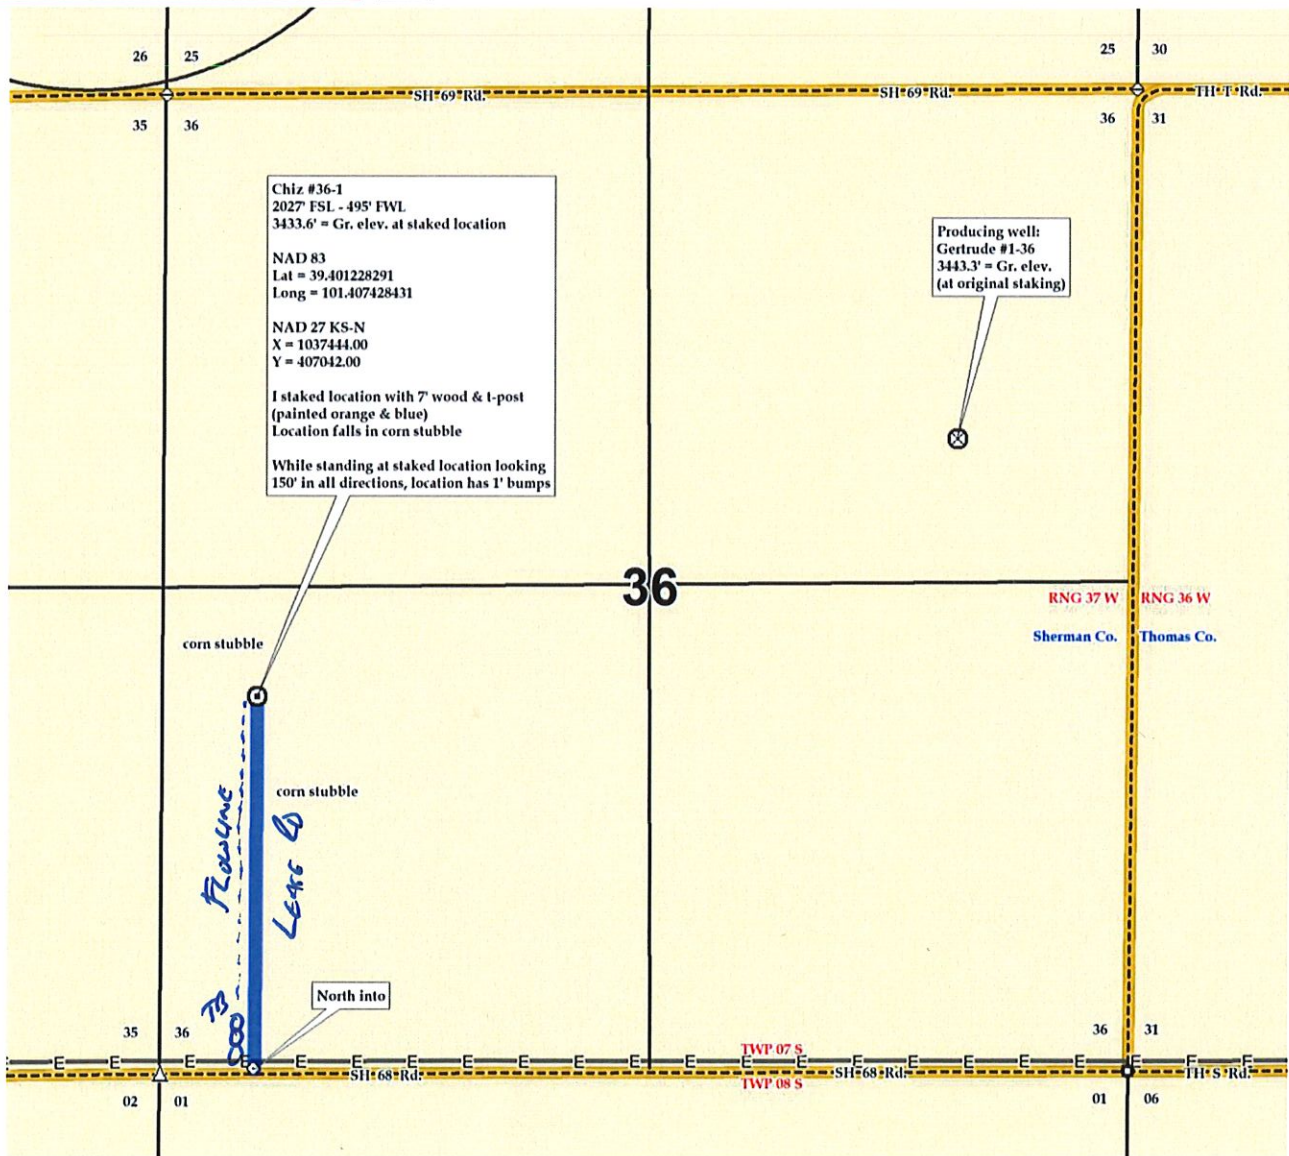 26 25
25 30
SH 69 Rd.
SH 69 Rd.
TH T Rd.
35 36
36 31
Chiz #36-1
2027' FSL - 495' FWL
3433.6' = Gr. elev. at staked location
NAD 83
Lat = 39.401228291
Long = 101.407428431
NAD 27 KS-N
X = 1037444.00
Y = 407042.00
I staked location with 7' wood & t-post
(painted orange & blue)
Location falls in corn stubble
While standing at staked location looking
150' in all directions, location has 1' bumps
Producing well:
Gertrude #1-36
3443.3' = Gr. elev.
(at original staking)
36
RNG 37 W RNG 36 W
Sherman Co. Thomas Co.
corn stubble
corn stubble
FLOWLINE
LEASE RD
TB
North into
35 36
36 31
E E E E E E E E E E E E E E E E E E E E E E E
TWP 07 S
SH 68 Rd.
TWP 08 S
SH 68 Rd.
TH S Rd.
02 01
01 06